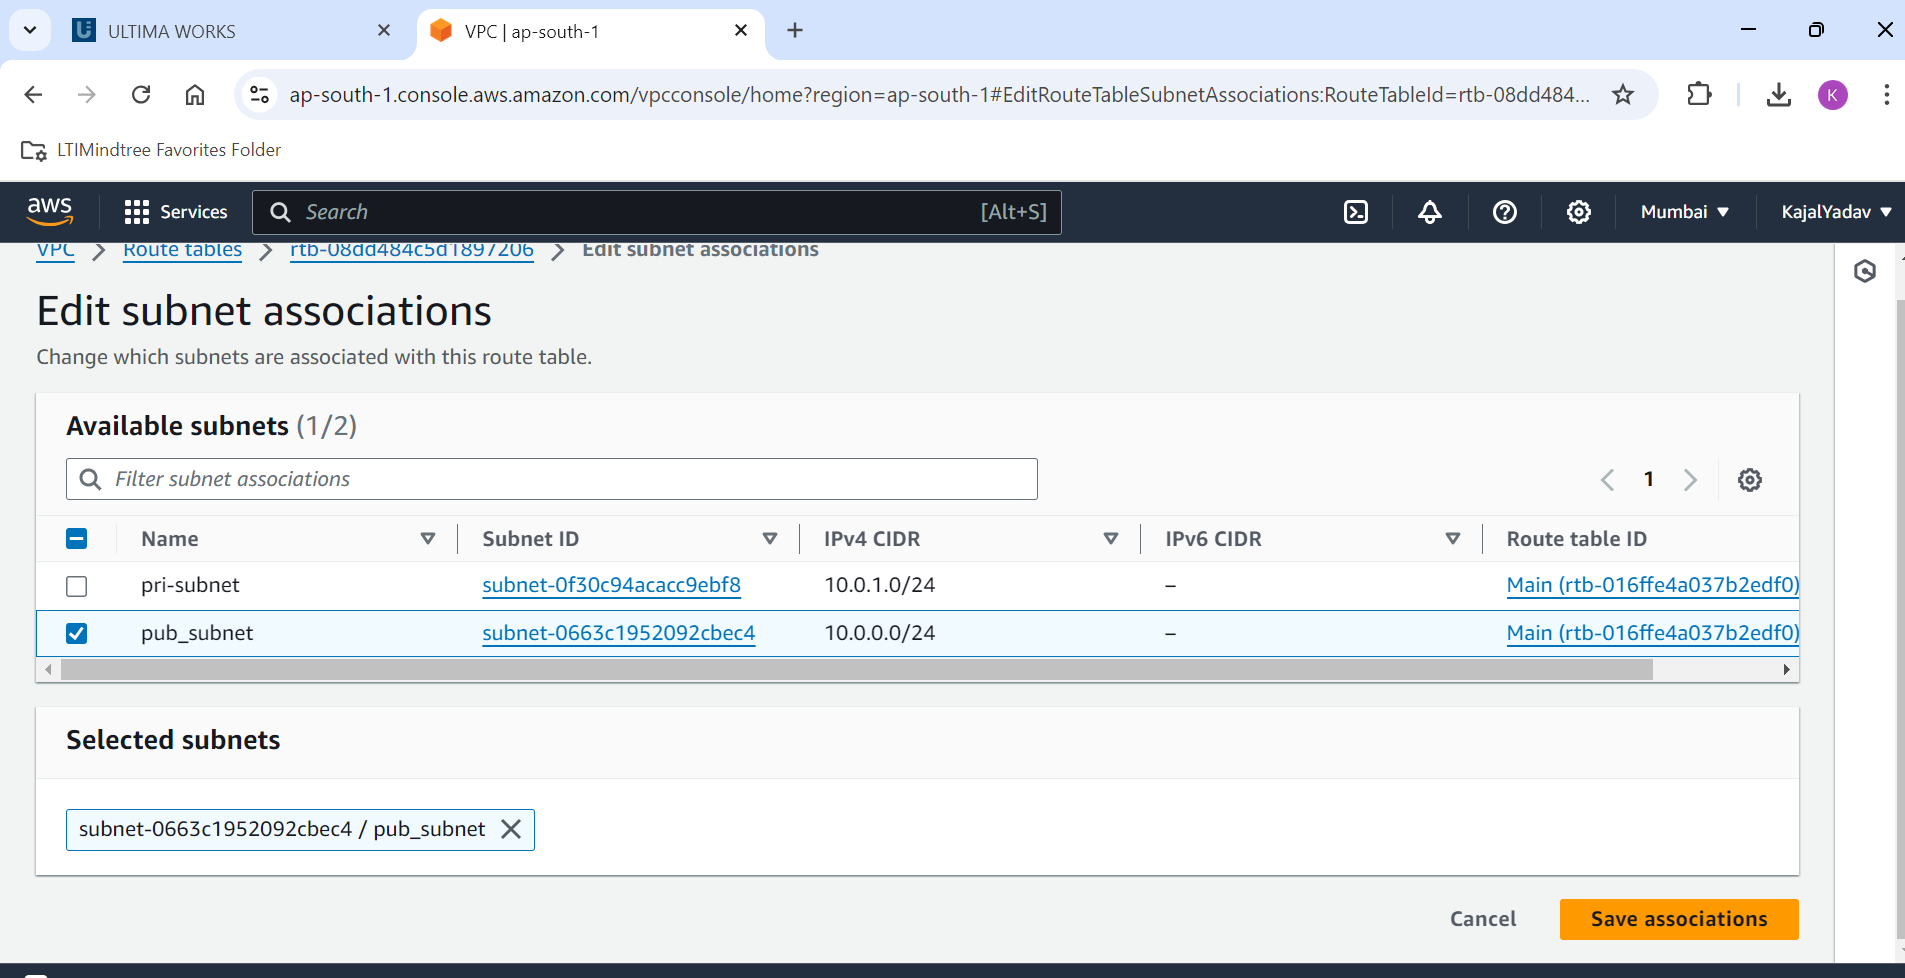 ULTIMA WORKS
VPC | ap-south-1
ap-south-1.console.aws.amazon.com/vpcconsole/home?region=ap-south-1#EditRouteTableSubnetAssociations:RouteTableId=rtb-08dd484...
K
LTIMindtree Favorites Folder
aws
Services
Search
[Alt+S]
Mumbai
KajalYadav
VPC
Route tables
rtb-08dd484c5d1897206
Edit subnet associations
Edit subnet associations
Change which subnets are associated with this route table.
Available subnets (1/2)
Filter subnet associations
1
Name Subnet ID IPv4 CIDR IPv6 CIDR Route table ID
pri-subnet subnet-0f30c94acacc9ebf8 10.0.1.0/24 – Main (rtb-016ffe4a037b2edf0)
pub_subnet subnet-0663c1952092cbec4 10.0.0.0/24 – Main (rtb-016ffe4a037b2edf0)
Selected subnets
subnet-0663c1952092cbec4 / pub_subnet
Cancel
Save associations